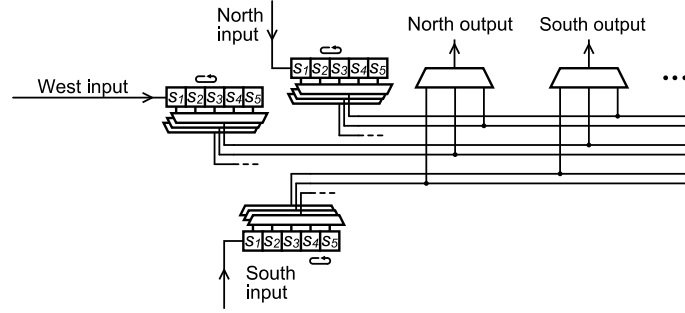 North
input
North output
South output
West input
S1 S2 S3 S4 S5
S1 S2 S3 S4 S5
S1 S2 S3 S4 S5
South
input